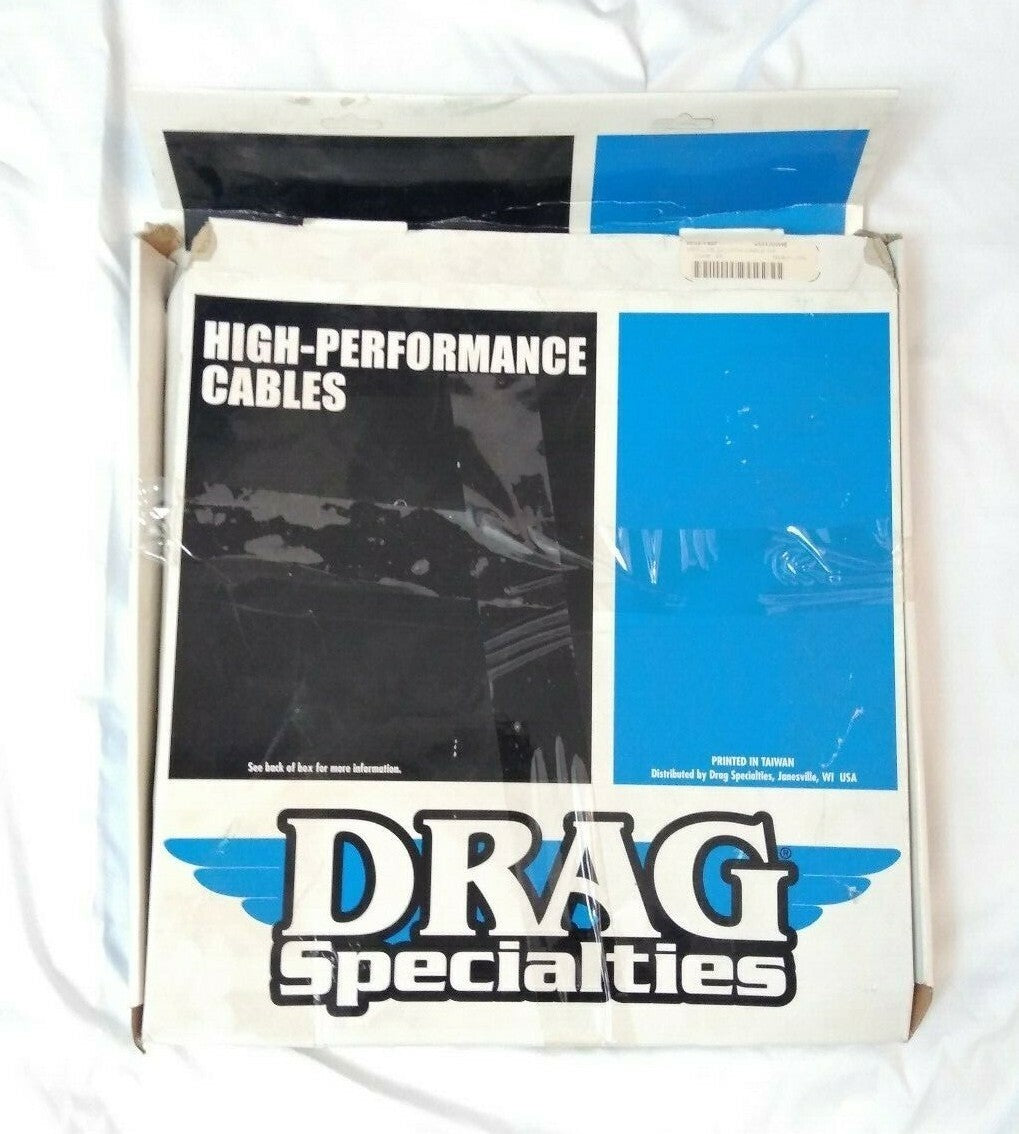 HIGH-PERFORMANCE
CABLES
See back of box for more information.
PRINTED IN TAIWAN
Distributed by Drag Specialties, Janesville, WI USA
DRAG®
Specialties